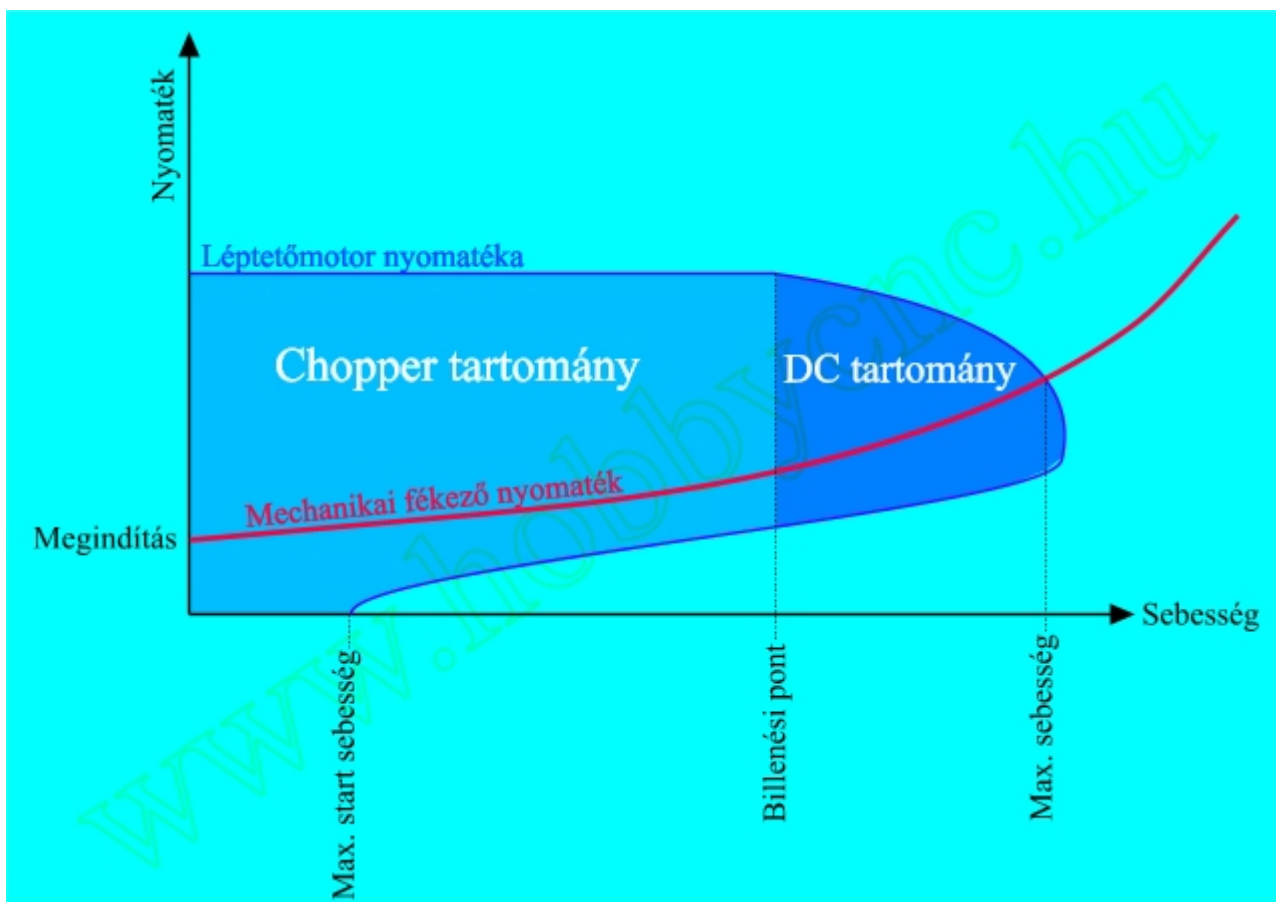 Nyomaték
Léptetőmotor nyomatéka
Chopper tartomány
DC tartomány
Mechanikai fékező nyomaték
Megindítás
Sebesség
Max. start sebesség
Billenési pont
Max. sebesség
www.hobbycnc.hu